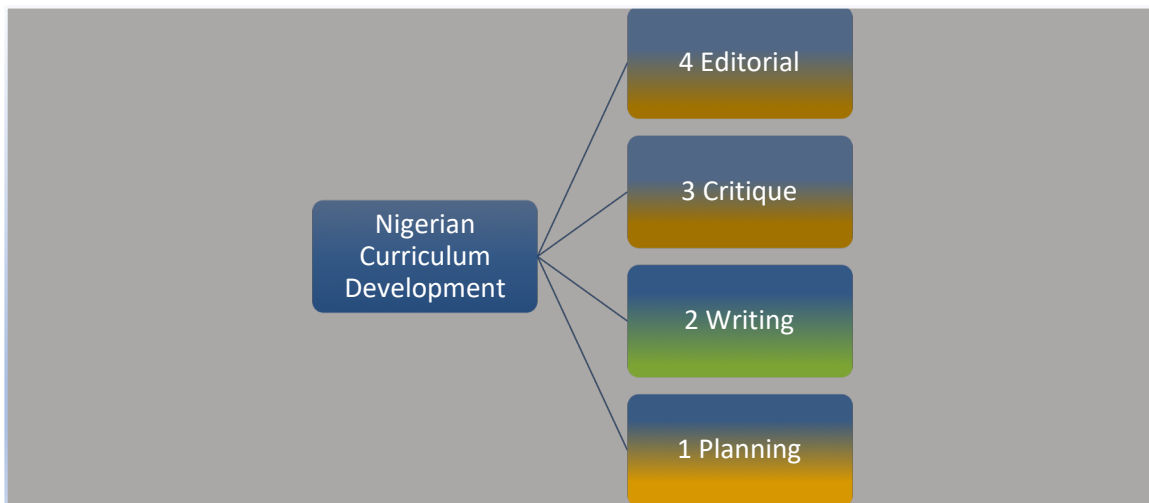 4 Editorial
3 Critique
Nigerian
Curriculum
Development
2 Writing
1 Planning